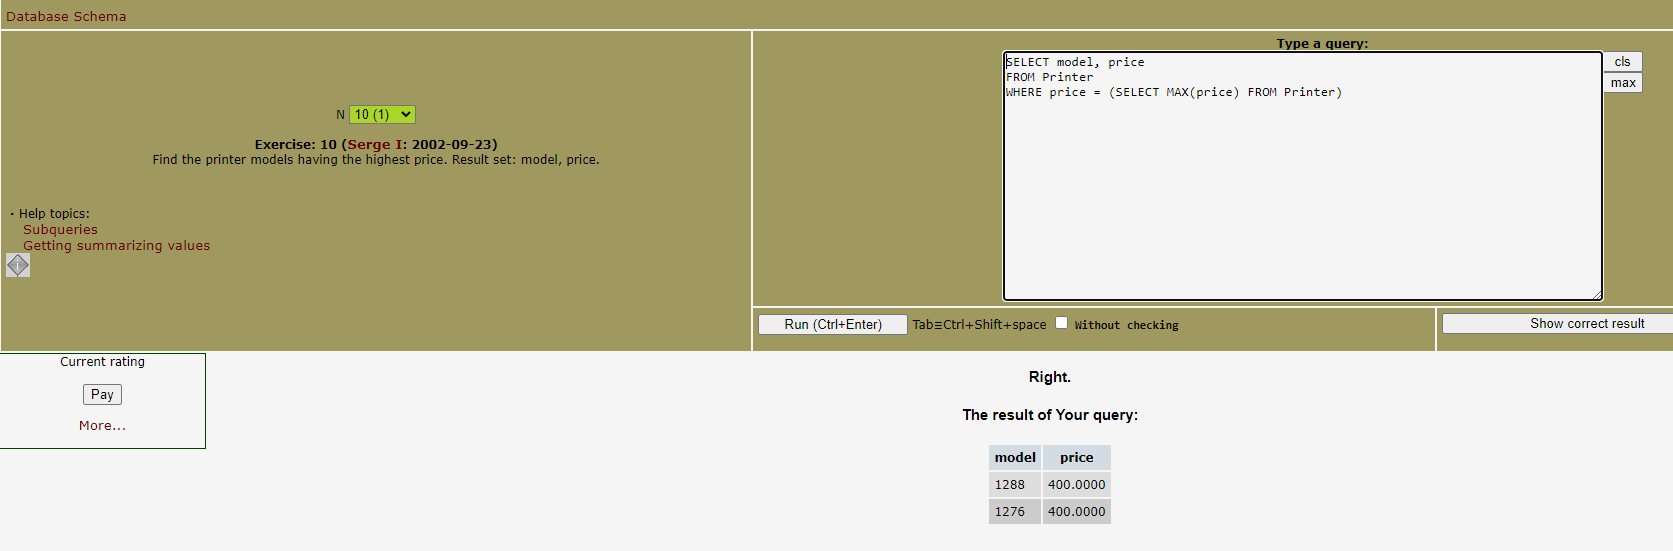 Database Schema
N 10 (1)
Exercise: 10 (Serge I: 2002-09-23)
Find the printer models having the highest price. Result set: model, price.
· Help topics:
Subqueries
Getting summarizing values
i
Type a query:
SELECT model, price
FROM Printer
WHERE price = (SELECT MAX(price) FROM Printer)
cls
max
Run (Ctrl+Enter) Tab≡Ctrl+Shift+space Without checking
Show correct result
Current rating
Pay
More...
Right.
The result of Your query:
model price
1288 400.0000
1276 400.0000